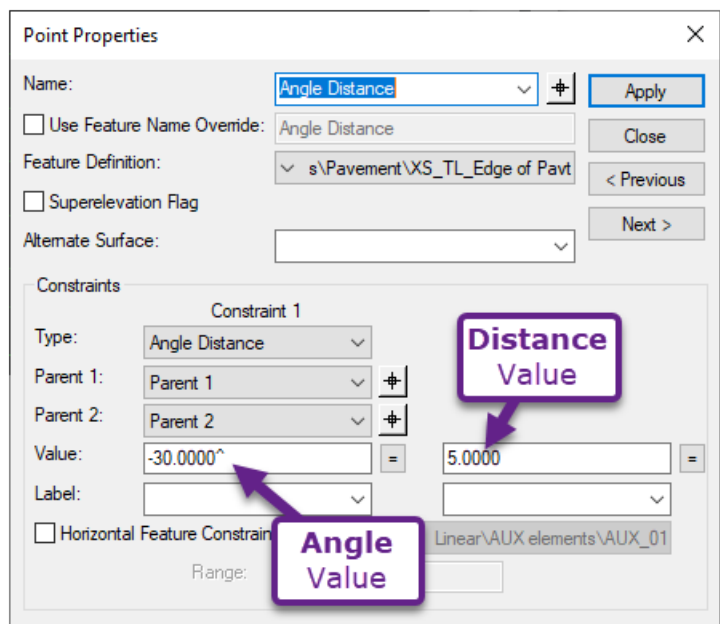 Point Properties
Name:
Angle Distance
Apply
Use Feature Name Override:
Angle Distance
Close
Feature Definition:
s\Pavement\XS_TL_Edge of Pavt
< Previous
Superelevation Flag
Next >
Alternate Surface:
Constraints
Constraint 1
Type:
Angle Distance
Distance
Value
Parent 1:
Parent 1
Parent 2:
Parent 2
Value:
-30.0000^
=
5.0000
=
Label:
Horizontal Feature Constrain
Linear\AUX elements\AUX_01
Angle
Value
Range: